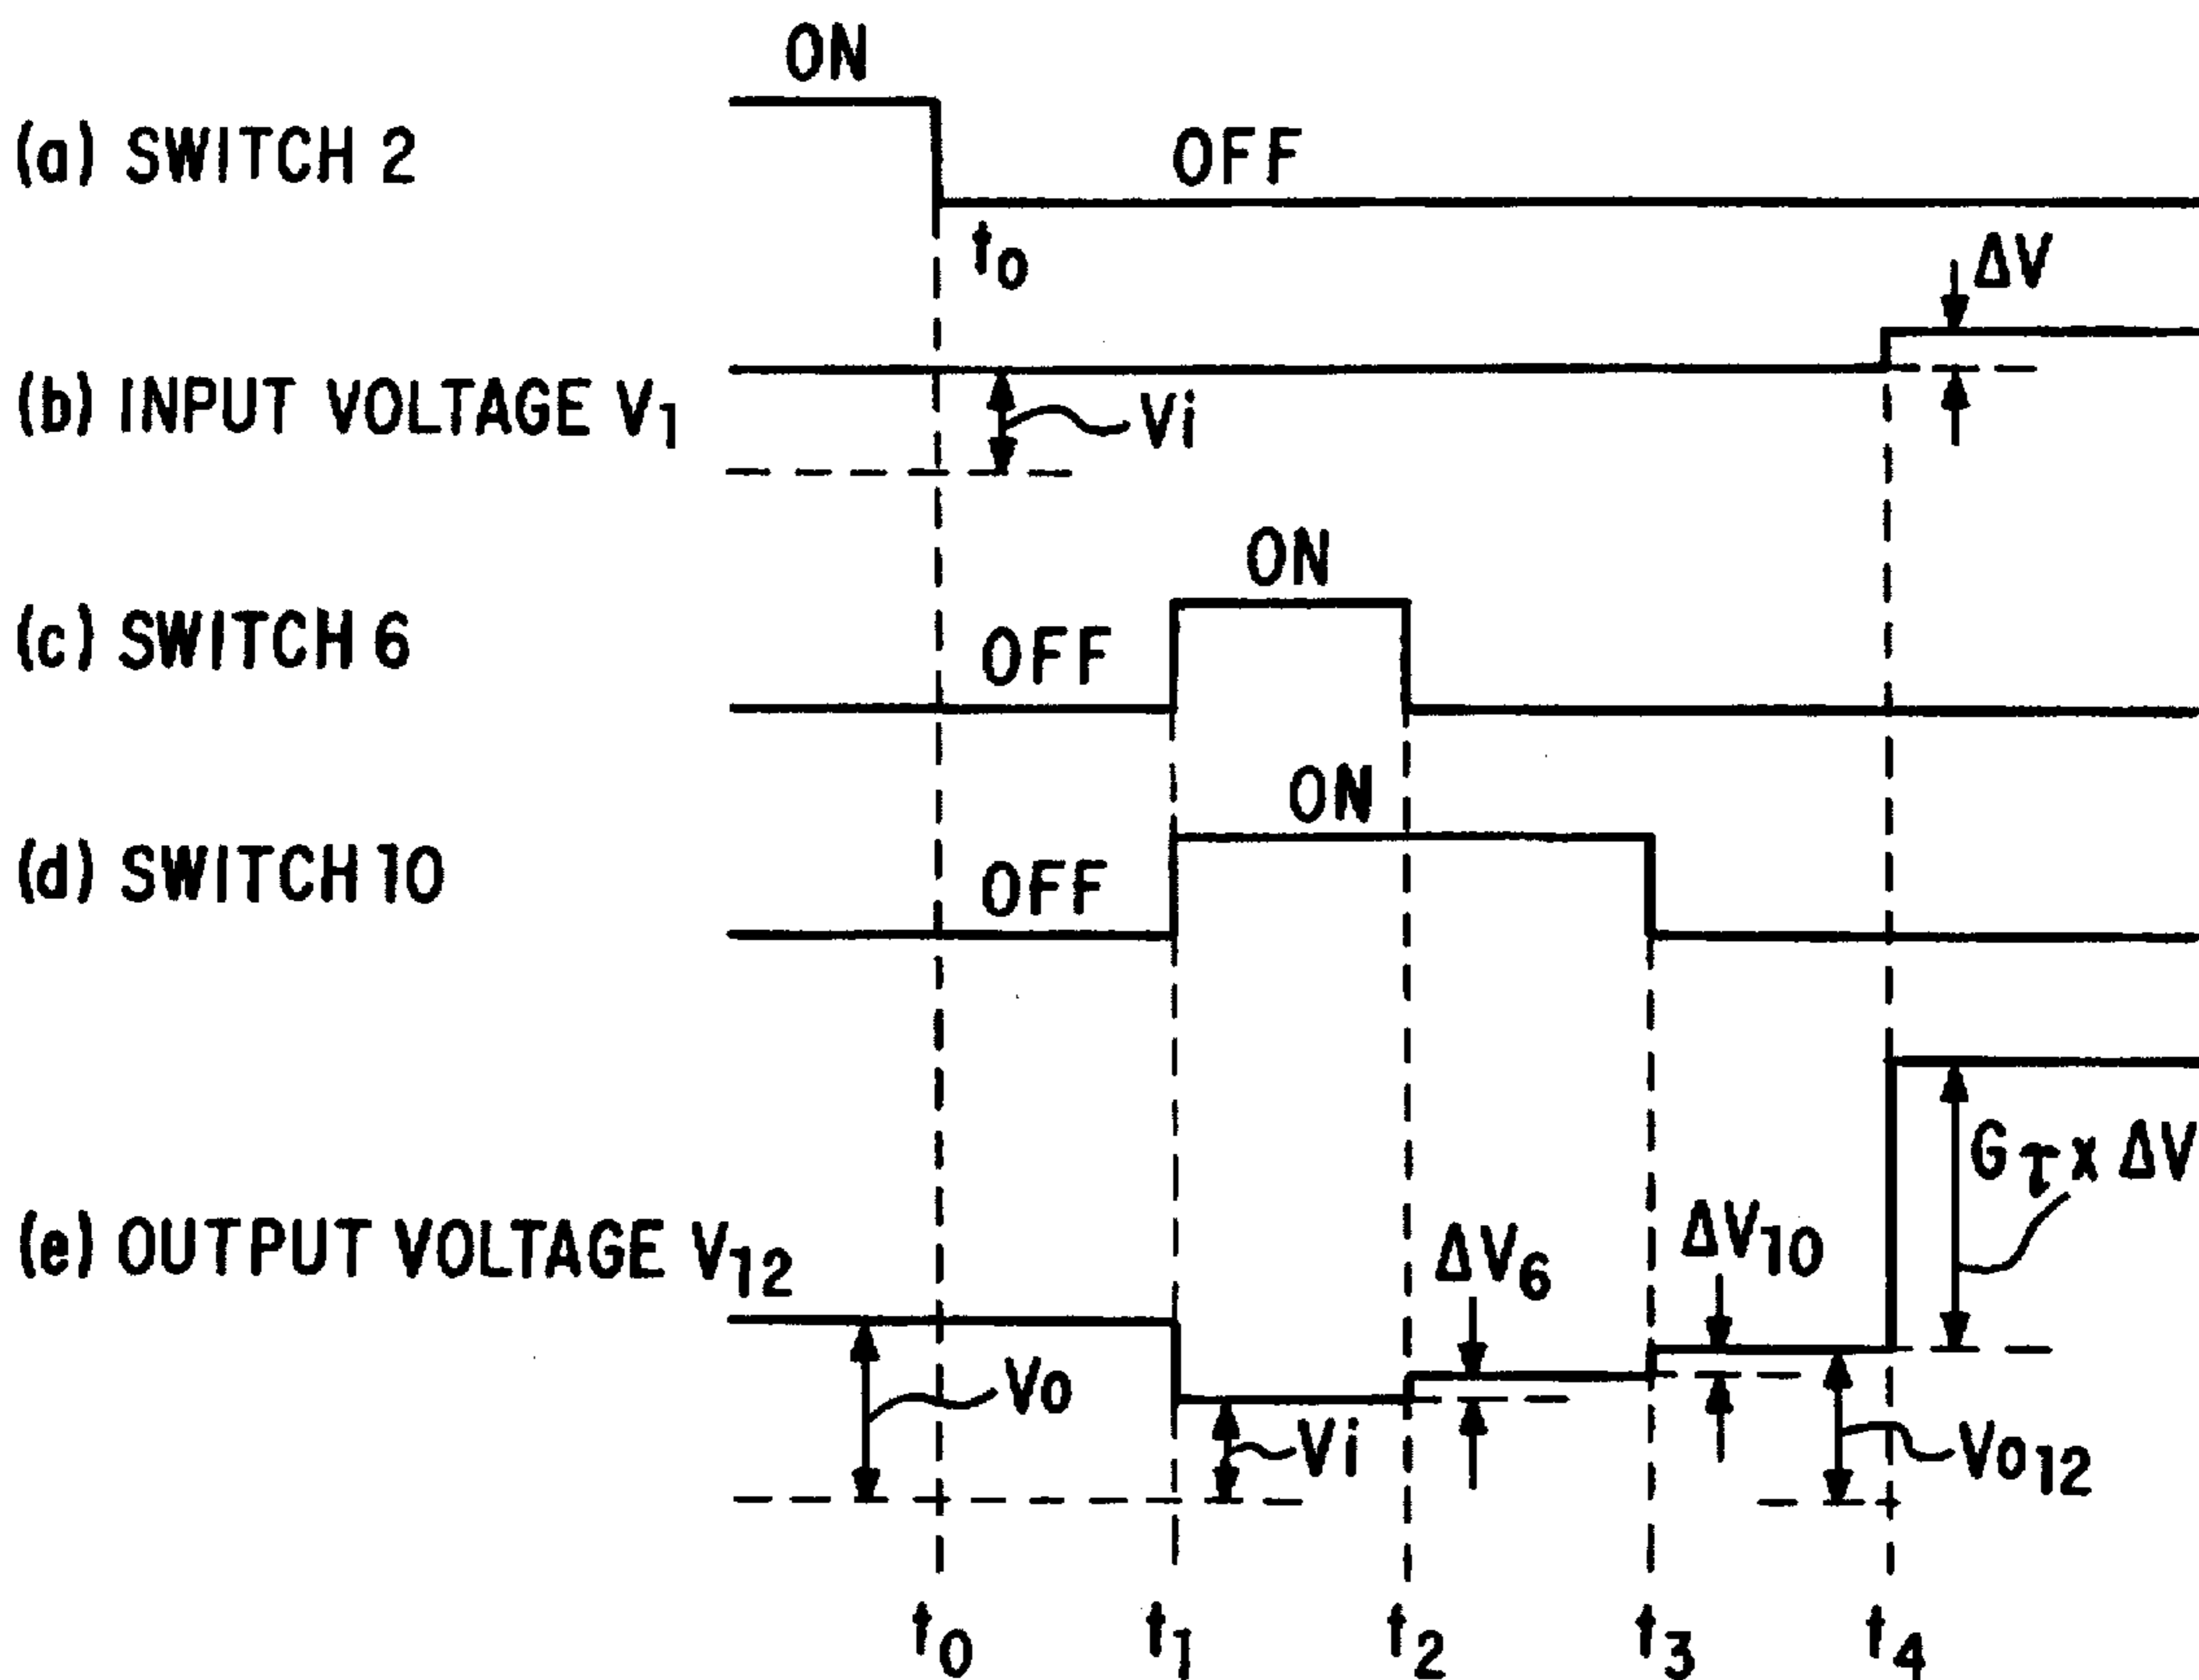 ON
(a) SWITCH 2
OFF
t0
ΔV
(b) INPUT VOLTAGE V1
Vi
ON
(c) SWITCH 6
OFF
ON
(d) SWITCH 10
OFF
Gτ x ΔV
(e) OUTPUT VOLTAGE V12
ΔV6
ΔV10
Vo
Vi
Vo12
t0 t1 t2 t3 t4